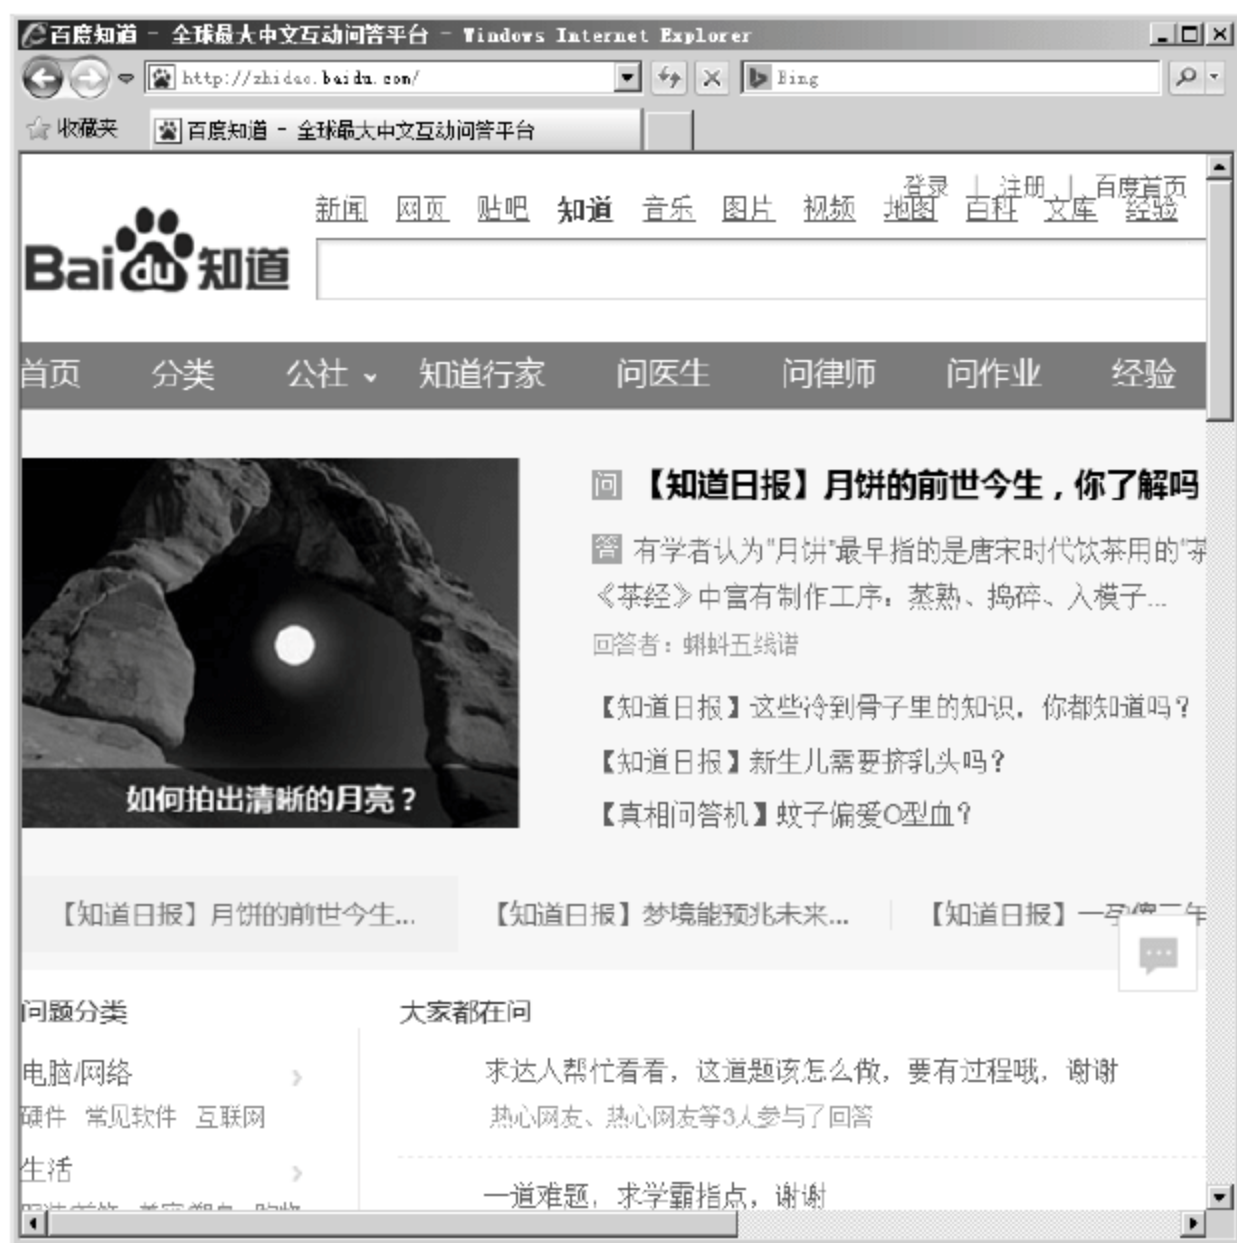 百度知道 - 全球最大中文互动问答平台 - Windows Internet Explorer
http://zhidao.baidu.com/
Bing
收藏夹
百度知道 - 全球最大中文互动问答平台
登录 | 注册 | 百度首页
新闻 网页 贴吧 知道 音乐 图片 视频 地图 百科 文库 经验
Bai du 知道
首页 分类 公社 知道行家 问医生 问律师 问作业 经验
问 【知道日报】月饼的前世今生，你了解吗
答 有学者认为"月饼"最早指的是唐宋时代饮茶用的"茶
《茶经》中富有制作工序：蒸熟、捣碎、入模子...
回答者：蝌蚪五线谱
【知道日报】这些冷到骨子里的知识，你都知道吗？
【知道日报】新生儿需要挤乳头吗？
【真相问答机】蚊子偏爱O型血？
如何拍出清晰的月亮？
【知道日报】月饼的前世今生...
【知道日报】梦境能预兆未来...
【知道日报】一孕傻三年
问题分类
电脑/网络
硬件 常见软件 互联网
生活
大家都在问
求达人帮忙看看，这道题该怎么做，要有过程哦，谢谢
热心网友、热心网友等3人参与了回答
一道难题，求学霸指点，谢谢